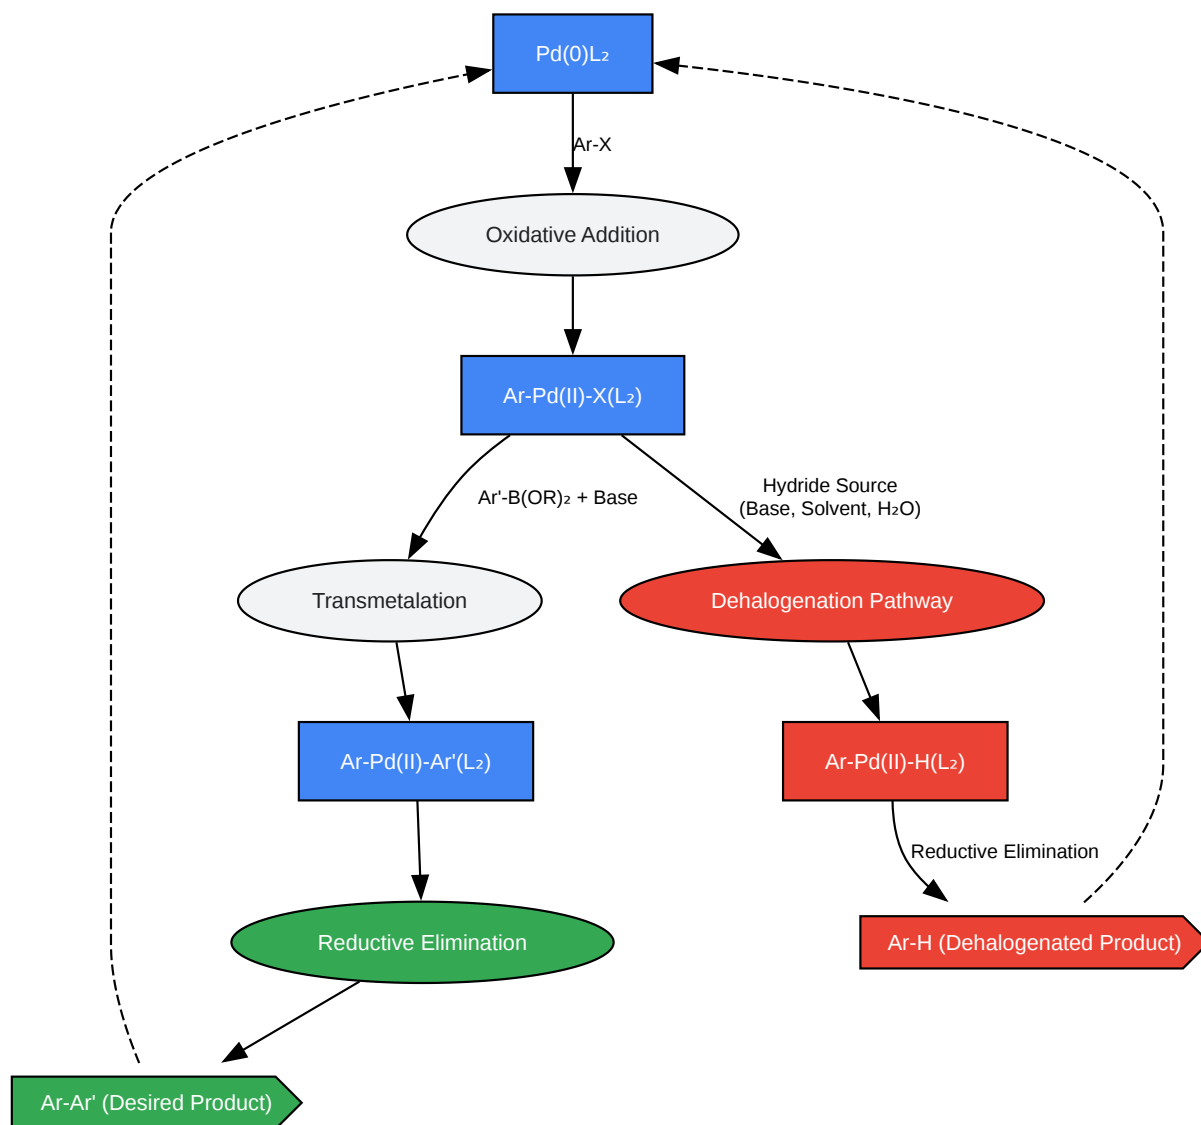 Pd(0)L₂
Ar-X
Oxidative Addition
Ar-Pd(II)-X(L₂)
Ar'-B(OR)₂ + Base
Hydride Source
(Base, Solvent, H₂O)
Transmetalation
Dehalogenation Pathway
Ar-Pd(II)-Ar'(L₂)
Ar-Pd(II)-H(L₂)
Reductive Elimination
Reductive Elimination
Ar-H (Dehalogenated Product)
Ar-Ar' (Desired Product)